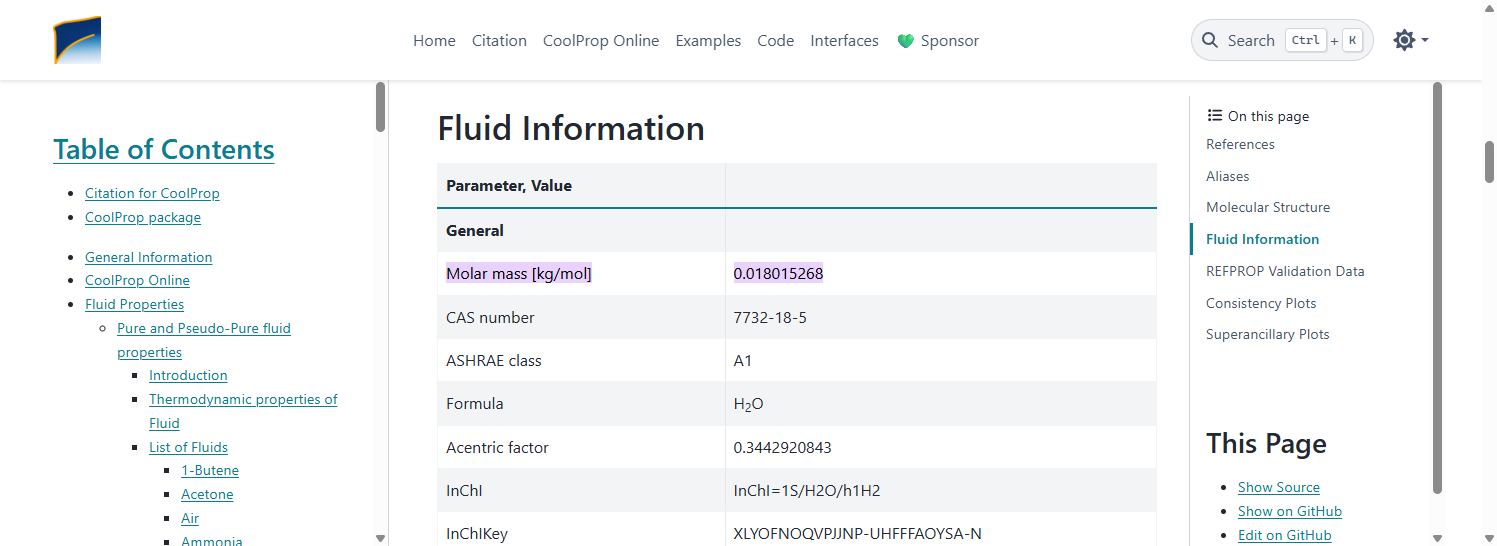 Home Citation CoolProp Online Examples Code Interfaces Sponsor
Search Ctrl + K
Table of Contents
Citation for CoolProp
CoolProp package
General Information
CoolProp Online
Fluid Properties
Pure and Pseudo-Pure fluid
properties
Introduction
Thermodynamic properties of
Fluid
List of Fluids
1-Butene
Acetone
Air
Ammonia
Fluid Information
Parameter, Value
General
Molar mass [kg/mol] 0.018015268
CAS number 7732-18-5
ASHRAE class A1
Formula H₂O
Acentric factor 0.3442920843
InChI InChI=1S/H2O/h1H2
InChIKey XLYOFNOQVPJJNP-UHFFFAOYSA-N
On this page
References
Aliases
Molecular Structure
Fluid Information
REFPROP Validation Data
Consistency Plots
Superancillary Plots
This Page
Show Source
Show on GitHub
Edit on GitHub